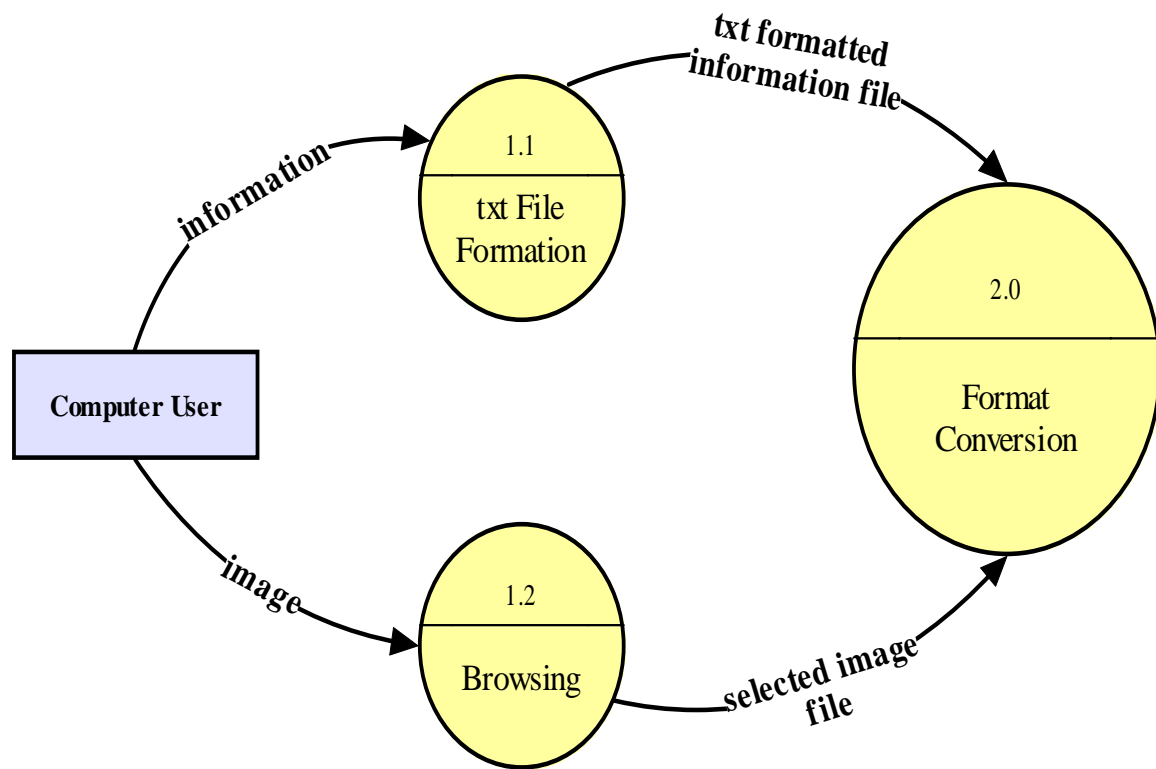 txt formatted
information file
1.1
txt File
Formation
information
2.0
Format
Conversion
Computer User
image
1.2
Browsing
selected image
file